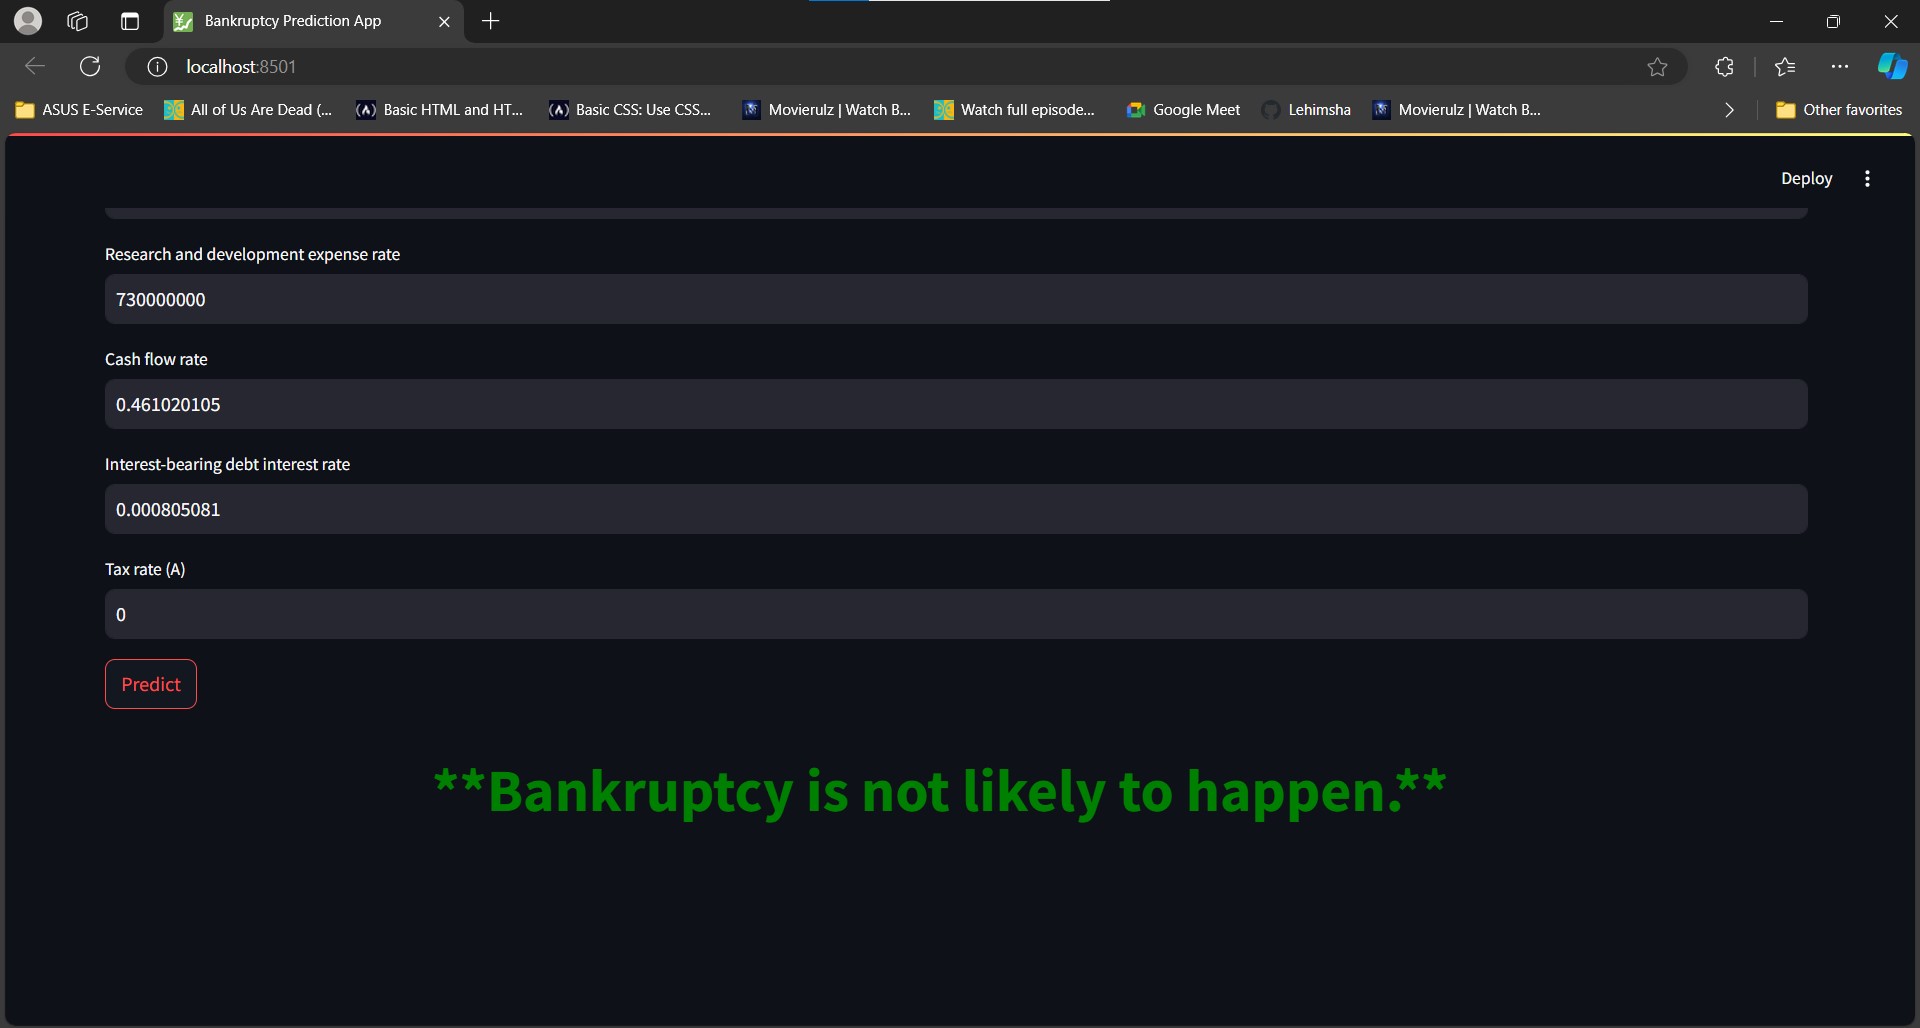 Bankruptcy Prediction App
localhost:8501
ASUS E-Service All of Us Are Dead (... Basic HTML and HT... Basic CSS: Use CSS... Movierulz | Watch B... Watch full episode... Google Meet Lehimsha Movierulz | Watch B... Other favorites
Deploy
Research and development expense rate
730000000
Cash flow rate
0.461020105
Interest-bearing debt interest rate
0.000805081
Tax rate (A)
0
Predict
**Bankruptcy is not likely to happen.**